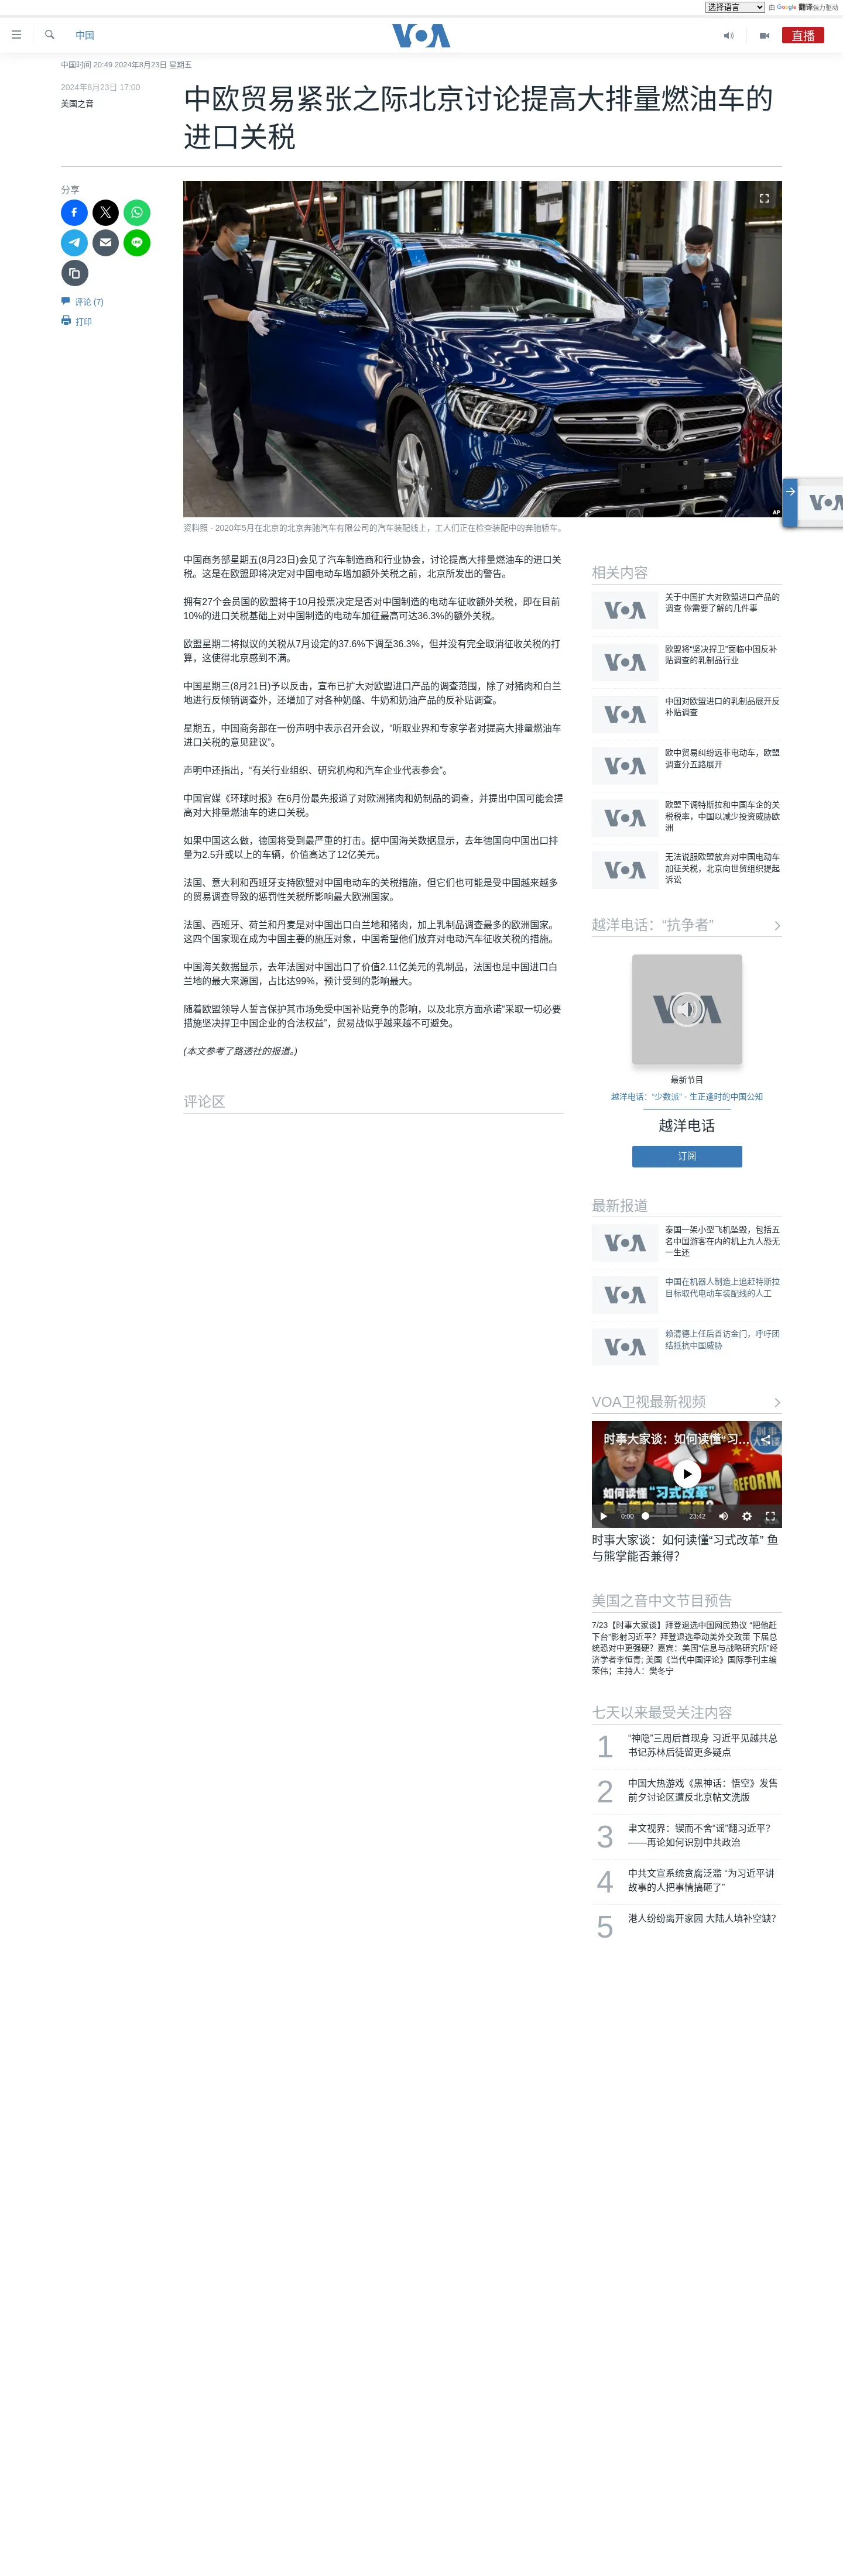 选择语言
由 Google 翻译强力驱动
中国
VOA
直播
中国时间 20:49 2024年8月23日 星期五
2024年8月23日 17:00
美国之音
中欧贸易紧张之际北京讨论提高大排量燃油车的
进口关税
分享
评论 (7)
打印
AP
资料照 - 2020年5月在北京的北京奔驰汽车有限公司的汽车装配线上，工人们正在检查装配中的奔驰轿车。
中国商务部星期五(8月23日)会见了汽车制造商和行业协会，讨论提高大排量燃油车的进口关
税。这是在欧盟即将决定对中国电动车增加额外关税之前，北京所发出的警告。
拥有27个会员国的欧盟将于10月投票决定是否对中国制造的电动车征收额外关税，即在目前
10%的进口关税基础上对中国制造的电动车加征最高可达36.3%的额外关税。
欧盟星期二将拟议的关税从7月设定的37.6%下调至36.3%，但并没有完全取消征收关税的打
算，这使得北京感到不满。
中国星期三(8月21日)予以反击，宣布已扩大对欧盟进口产品的调查范围，除了对猪肉和白兰
地进行反倾销调查外，还增加了对各种奶酪、牛奶和奶油产品的反补贴调查。
星期五，中国商务部在一份声明中表示召开会议，“听取业界和专家学者对提高大排量燃油车
进口关税的意见建议”。
声明中还指出，“有关行业组织、研究机构和汽车企业代表参会”。
中国官媒《环球时报》在6月份最先报道了对欧洲猪肉和奶制品的调查，并提出中国可能会提
高对大排量燃油车的进口关税。
如果中国这么做，德国将受到最严重的打击。据中国海关数据显示，去年德国向中国出口排
量为2.5升或以上的车辆，价值高达了12亿美元。
法国、意大利和西班牙支持欧盟对中国电动车的关税措施，但它们也可能是受中国越来越多
的贸易调查导致的惩罚性关税所影响最大欧洲国家。
法国、西班牙、荷兰和丹麦是对中国出口白兰地和猪肉，加上乳制品调查最多的欧洲国家。
这四个国家现在成为中国主要的施压对象，中国希望他们放弃对电动汽车征收关税的措施。
中国海关数据显示，去年法国对中国出口了价值2.11亿美元的乳制品，法国也是中国进口白
兰地的最大来源国，占比达99%，预计受到的影响最大。
随着欧盟领导人誓言保护其市场免受中国补贴竞争的影响，以及北京方面承诺“采取一切必要
措施坚决捍卫中国企业的合法权益”，贸易战似乎越来越不可避免。
(本文参考了路透社的报道。)
评论区
相关内容
VOA
关于中国扩大对欧盟进口产品的
调查 你需要了解的几件事
VOA
欧盟将“坚决捍卫”面临中国反补
贴调查的乳制品行业
VOA
中国对欧盟进口的乳制品展开反
补贴调查
VOA
欧中贸易纠纷远非电动车，欧盟
调查分五路展开
VOA
欧盟下调特斯拉和中国车企的关
税税率，中国以减少投资威胁欧
洲
VOA
无法说服欧盟放弃对中国电动车
加征关税，北京向世贸组织提起
诉讼
越洋电话：“抗争者”
VOA
最新节目
越洋电话：“少数派” - 生正逢时的中国公知
越洋电话
订阅
最新报道
VOA
泰国一架小型飞机坠毁，包括五
名中国游客在内的机上九人恐无
一生还
VOA
中国在机器人制造上追赶特斯拉
目标取代电动车装配线的人工
VOA
赖清德上任后首访金门，呼吁团
结抵抗中国威胁
VOA卫视最新视频
时事大家谈：如何读懂“习…
REFORM
如何读懂“习式改革”
鱼与熊掌能否兼得?
0:00
23:42
时事大家谈：如何读懂“习式改革” 鱼
与熊掌能否兼得？
美国之音中文节目预告
7/23【时事大家谈】拜登退选中国网民热议 “把他赶
下台”影射习近平？拜登退选牵动美外交政策 下届总
统恐对中更强硬？嘉宾：美国“信息与战略研究所”经
济学者李恒青; 美国《当代中国评论》国际季刊主编
荣伟；主持人：樊冬宁
七天以来最受关注内容
1
“神隐”三周后首现身 习近平见越共总
书记苏林后徒留更多疑点
2
中国大热游戏《黑神话：悟空》发售
前夕讨论区遭反北京帖文洗版
3
聿文视界：锲而不舍“谣”翻习近平？
——再论如何识别中共政治
4
中共文宣系统贪腐泛滥 “为习近平讲
故事的人把事情搞砸了”
5
港人纷纷离开家园 大陆人填补空缺？